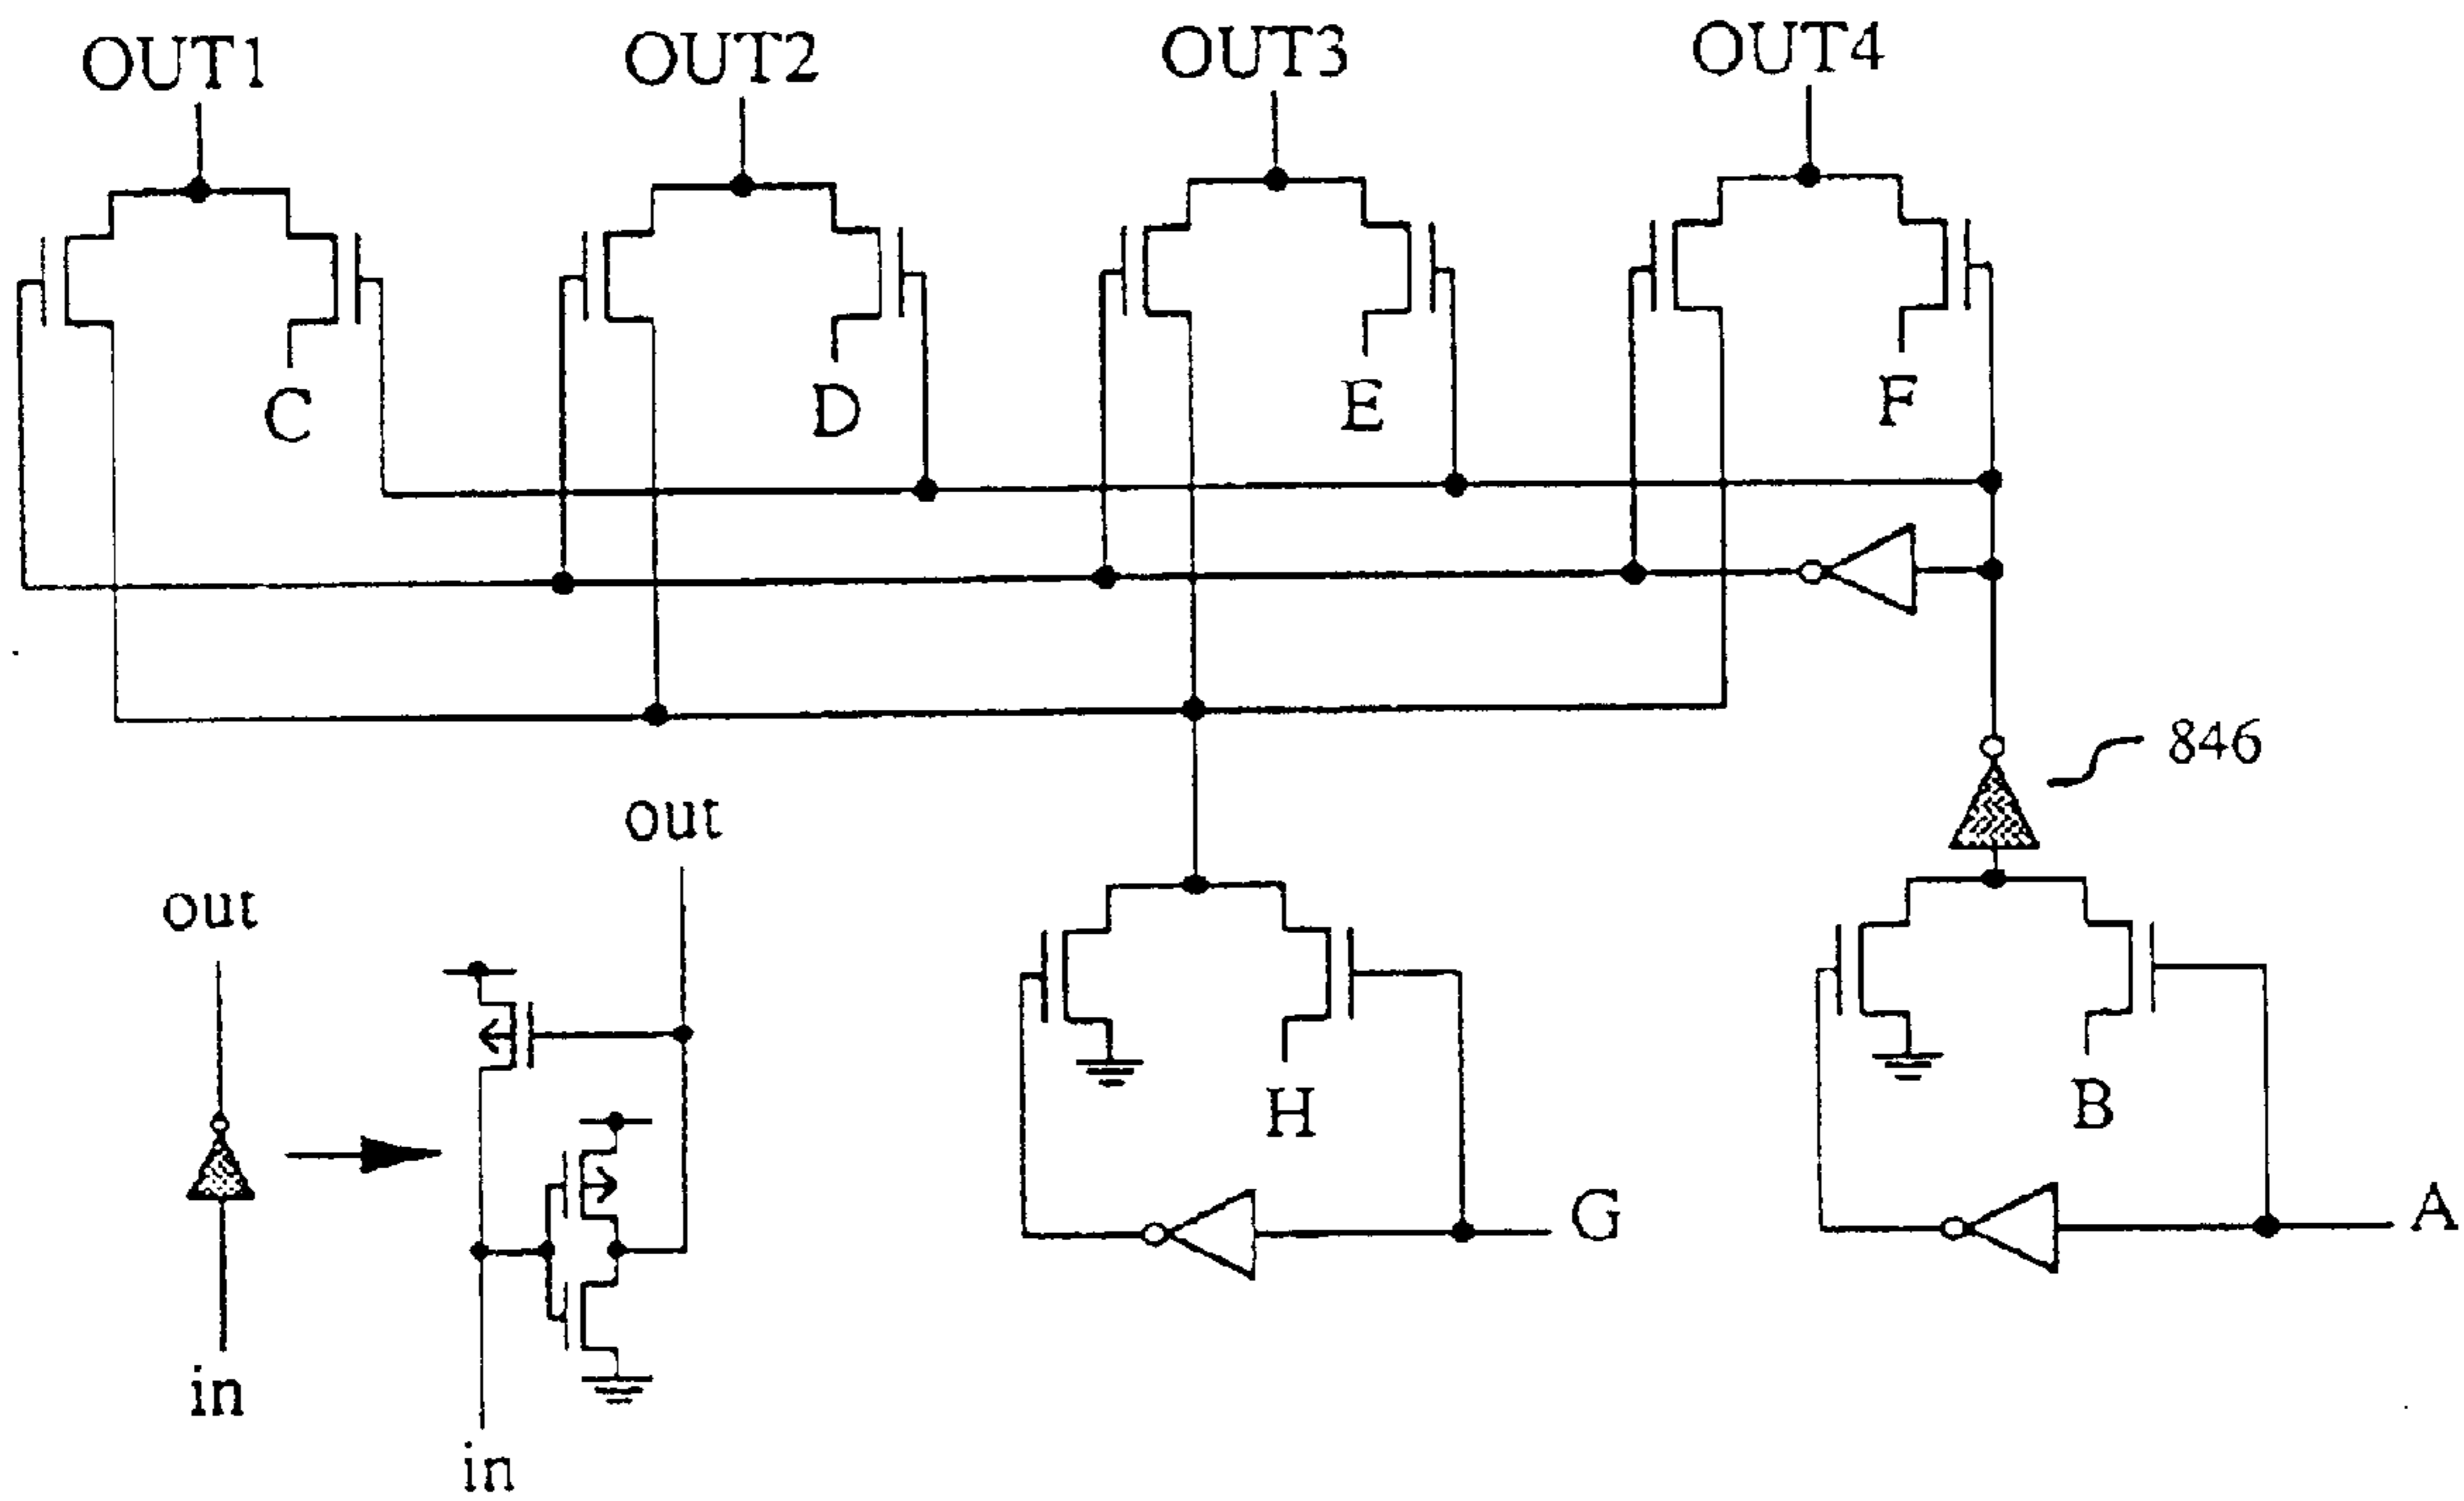 OUT1 OUT2 OUT3 OUT4
C D E F
846
out
out
H B
G A
in
in